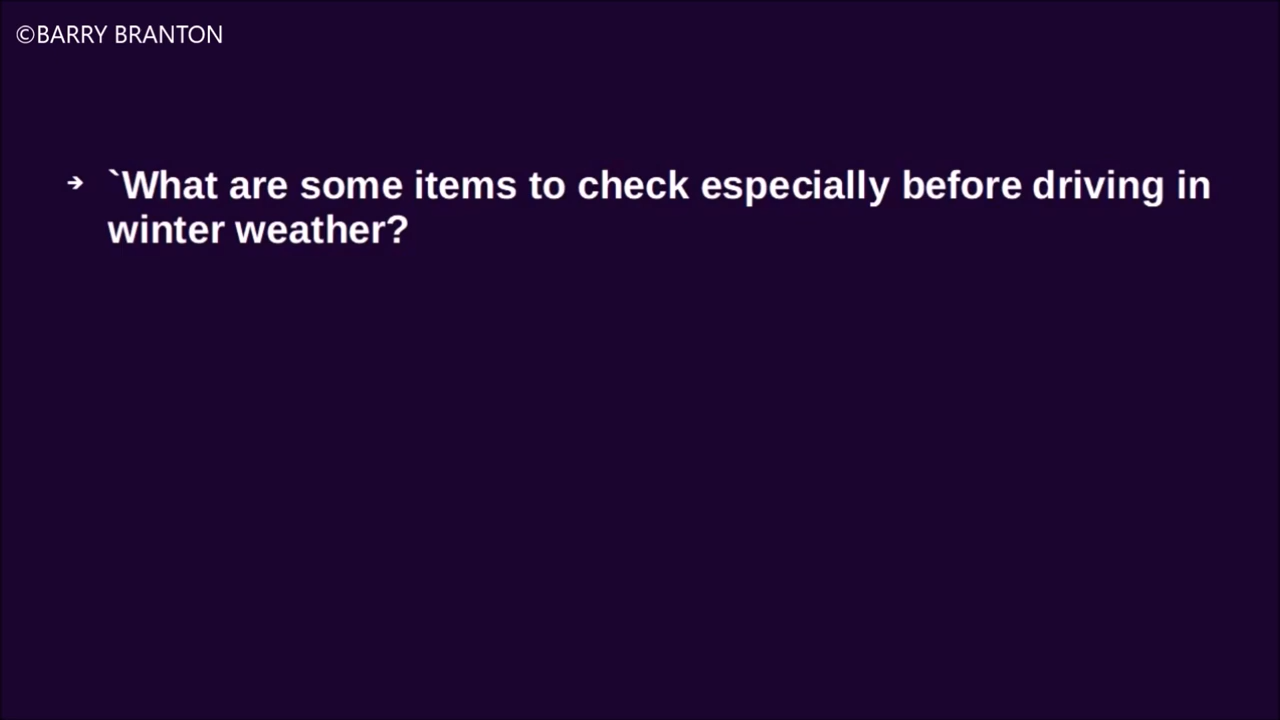 ©BARRY BRANTON
➔ `What are some items to check especially before driving in
winter weather?